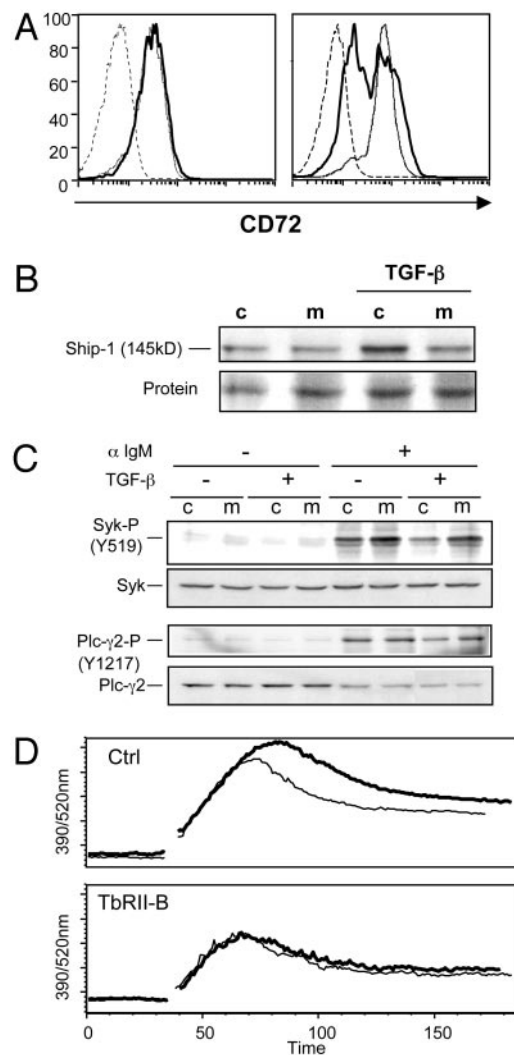 A
100
80
60
40
20
0
CD72
B
TGF-β
c m c m
Ship-1 (145kD)
Protein
C
α IgM - +
TGF-β - + - +
c m c m c m c m
Syk-P
(Y519)
Syk
Plc-γ2-P
(Y1217)
Plc-γ2
D
Ctrl
390/520nm
TbRII-B
390/520nm
0 50 100 150
Time